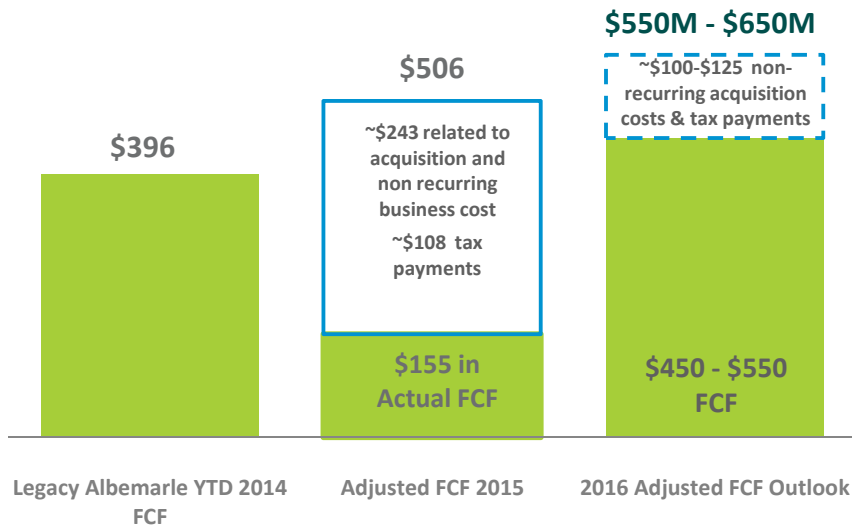 $550M - $650M
~$100-$125 non-
recurring acquisition
costs & tax payments
$506
~$243 related to
acquisition and
non recurring
business cost
~$108 tax
payments
$396
$155 in
Actual FCF
$450 - $550
FCF
Legacy Albemarle YTD 2014
FCF
Adjusted FCF 2015
2016 Adjusted FCF Outlook